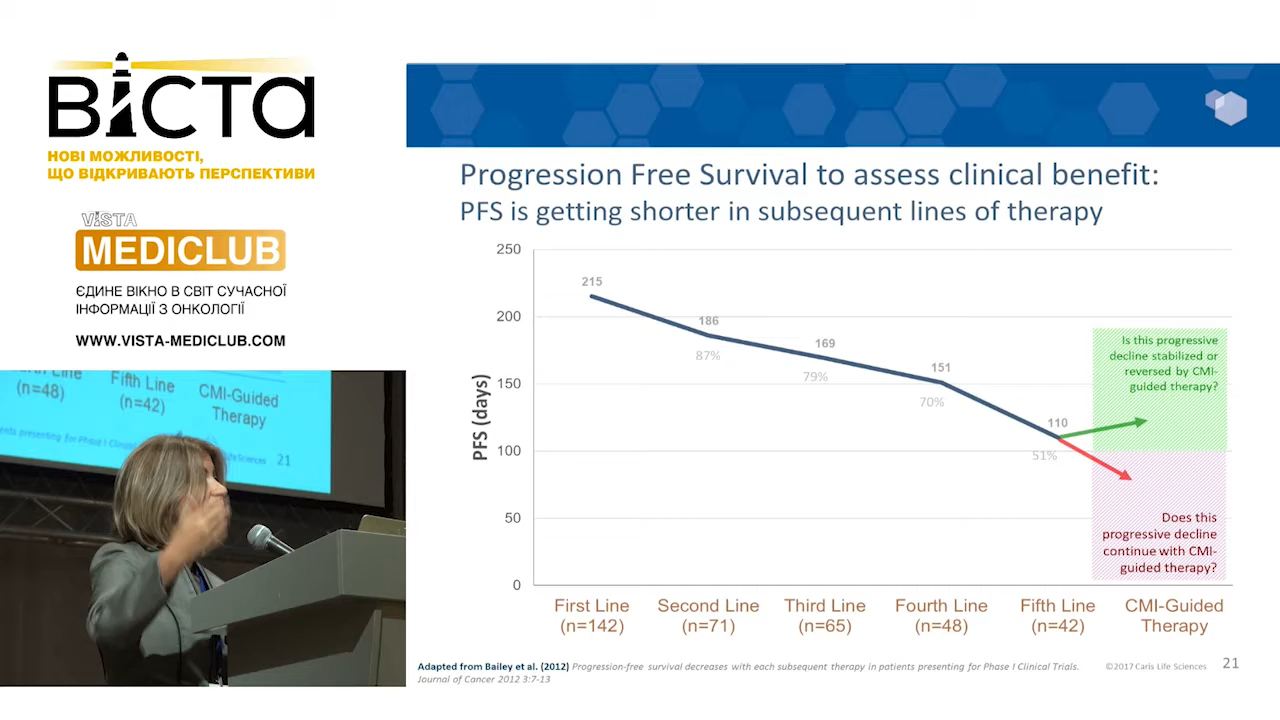 ВІСТА
НОВІ МОЖЛИВОСТІ,
ЩО ВІДКРИВАЮТЬ ПЕРСПЕКТИВИ
ViSTA
MEDICLUB
ЄДИНЕ ВІКНО В СВІТ СУЧАСНОЇ
ІНФОРМАЦІЇ З ОНКОЛОГІЇ
WWW.VISTA-MEDICLUB.COM
Line
(n=48)
Fifth Line
(n=42)
CMI-Guided
Therapy
presenting for Phase I Clinical
LifeSciences 21
Progression Free Survival to assess clinical benefit:
PFS is getting shorter in subsequent lines of therapy
PFS (days)
250
200
150
100
50
0
215
186
87%
169
79%
151
70%
110
51%
Is this progressive
decline stabilized or
reversed by CMI-
guided therapy?
Does this
progressive decline
continue with CMI-
guided therapy?
First Line
(n=142)
Second Line
(n=71)
Third Line
(n=65)
Fourth Line
(n=48)
Fifth Line
(n=42)
CMI-Guided
Therapy
Adapted from Bailey et al. (2012) Progression-free survival decreases with each subsequent therapy in patients presenting for Phase I Clinical Trials.
Journal of Cancer 2012 3:7-13
©2017 Caris Life Sciences
21